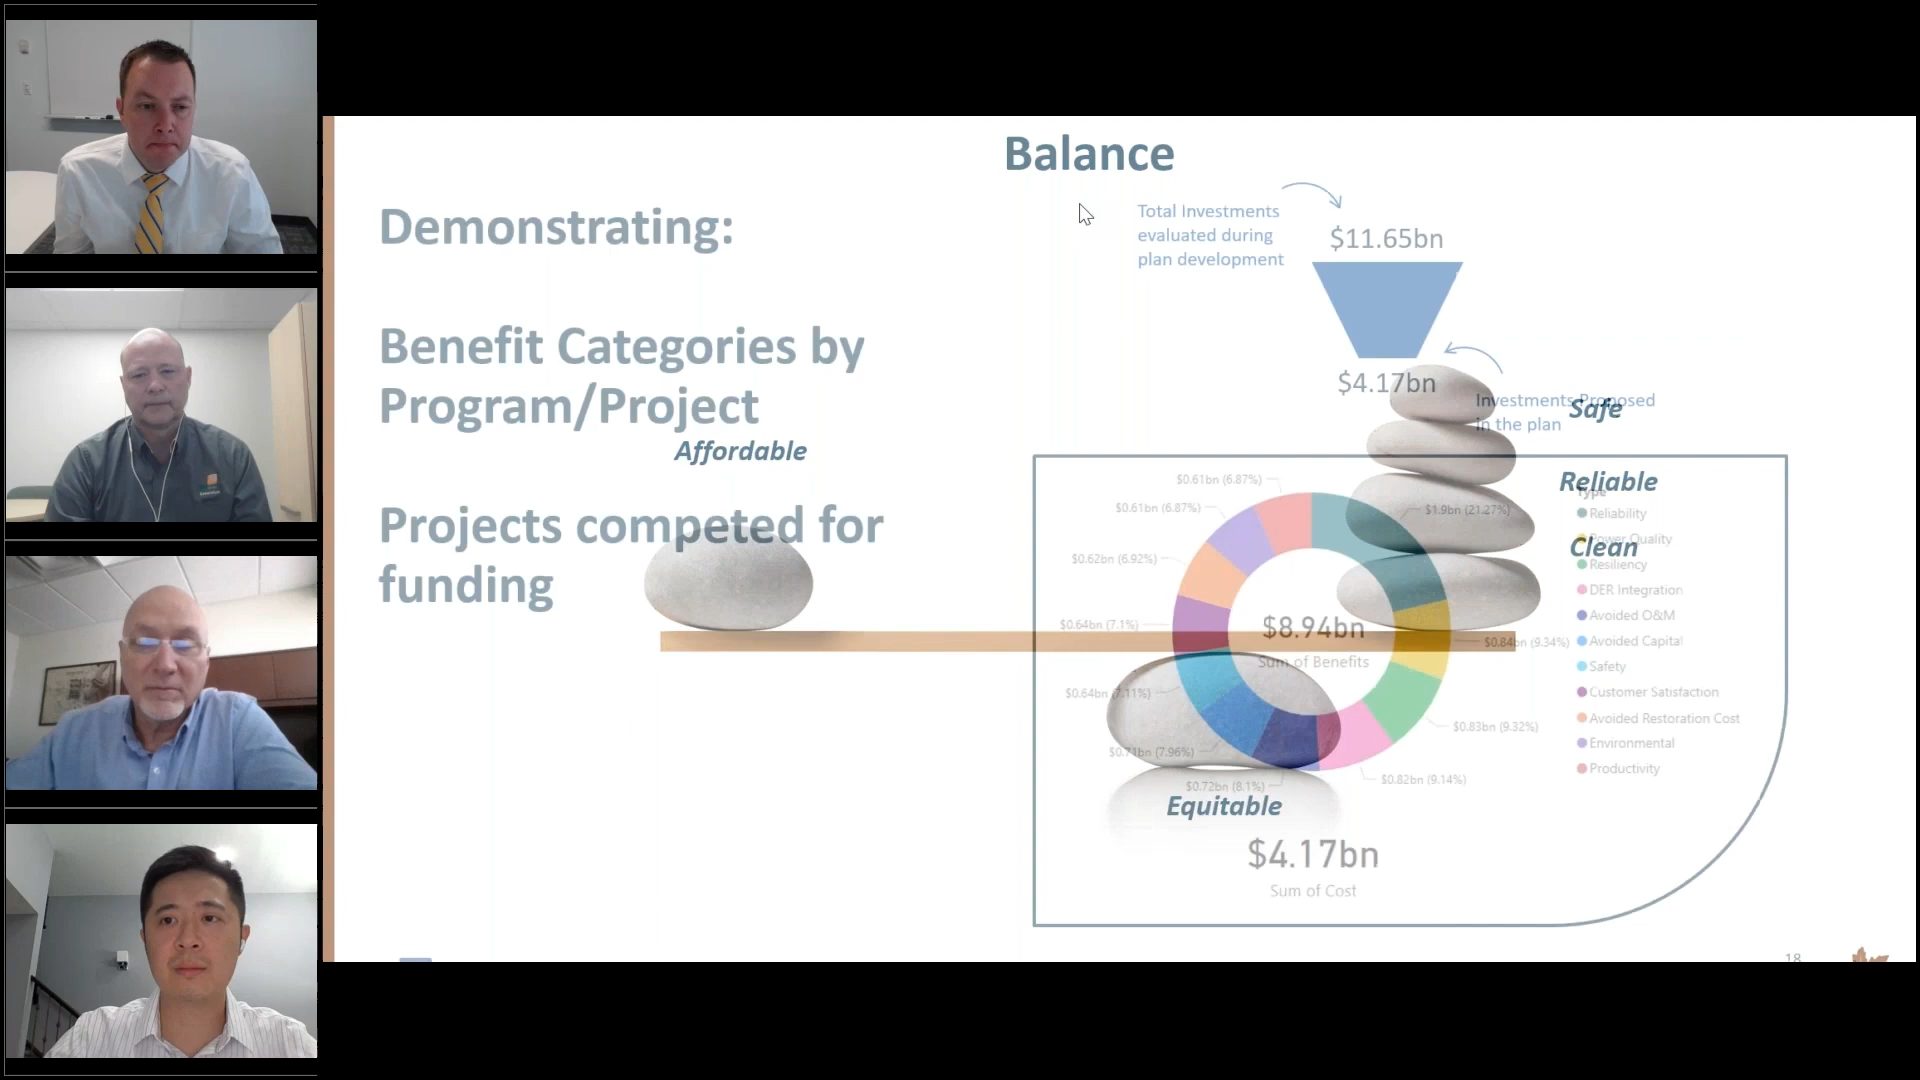 Balance
Demonstrating:
Benefit Categories by
Program/Project
Projects competed for
funding
Total Investments
evaluated during
plan development
$11.65bn
$4.17bn
Investments Proposed
in the plan
Safe
Affordable
Reliable
Clean
Equitable
$0.61bn (6.87%)
$0.61bn (6.87%)
$0.62bn (6.92%)
$0.64bn (7.1%)
$0.64bn (7.11%)
$0.71bn (7.96%)
$0.72bn (8.1%)
$1.9bn (21.27%)
$0.84bn (9.34%)
$0.83bn (9.32%)
$0.82bn (9.14%)
$8.94bn
Sum of Benefits
$4.17bn
Sum of Cost
Type
Reliability
Power Quality
Resiliency
DER Integration
Avoided O&M
Avoided Capital
Safety
Customer Satisfaction
Avoided Restoration Cost
Environmental
Productivity
18